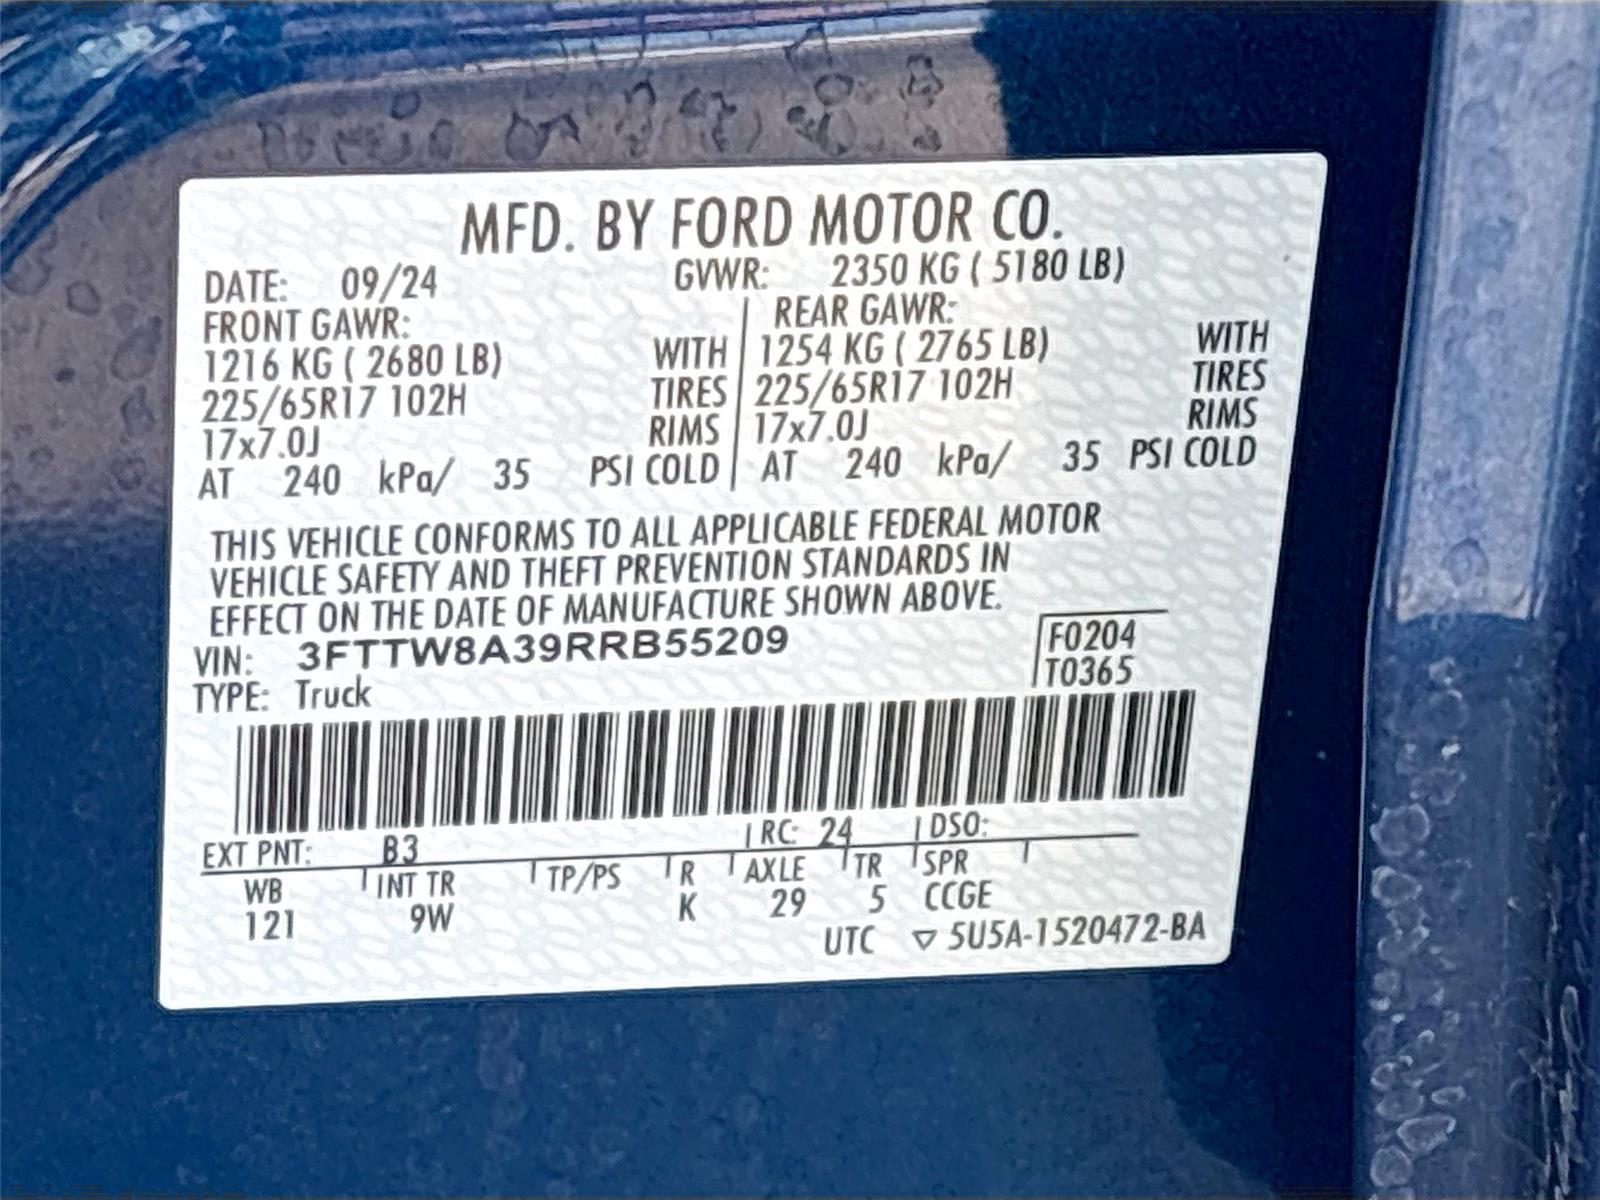 MFD. BY FORD MOTOR CO.
DATE: 09/24 GVWR: 2350 KG ( 5180 LB)
FRONT GAWR: REAR GAWR:
1216 KG ( 2680 LB) WITH 1254 KG ( 2765 LB) WITH
225/65R17 102H TIRES 225/65R17 102H TIRES
17x7.0J RIMS 17x7.0J RIMS
AT 240 kPa/ 35 PSI COLD AT 240 kPa/ 35 PSI COLD
THIS VEHICLE CONFORMS TO ALL APPLICABLE FEDERAL MOTOR
VEHICLE SAFETY AND THEFT PREVENTION STANDARDS IN
EFFECT ON THE DATE OF MANUFACTURE SHOWN ABOVE.
VIN: 3FTTW8A39RRB55209 F0204
TYPE: Truck T0365
EXT PNT: B3 RC: 24 DSO:
WB INT TR TP/PS R AXLE TR SPR
121 9W K 29 5 CCGE
UTC ▽ 5U5A-1520472-BA